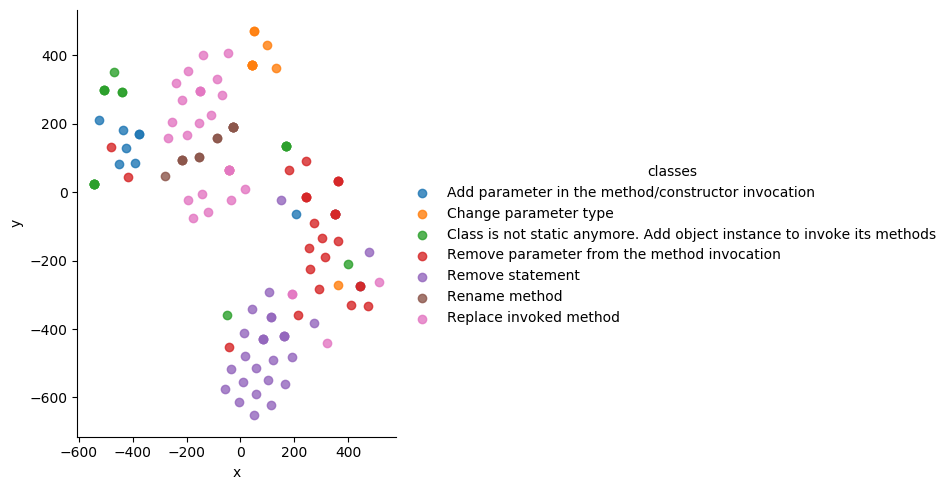 400
200
0
−200
−400
−600
y
−600 −400 −200 0 200 400
x
classes
Add parameter in the method/constructor invocation
Change parameter type
Class is not static anymore. Add object instance to invoke its methods
Remove parameter from the method invocation
Remove statement
Rename method
Replace invoked method